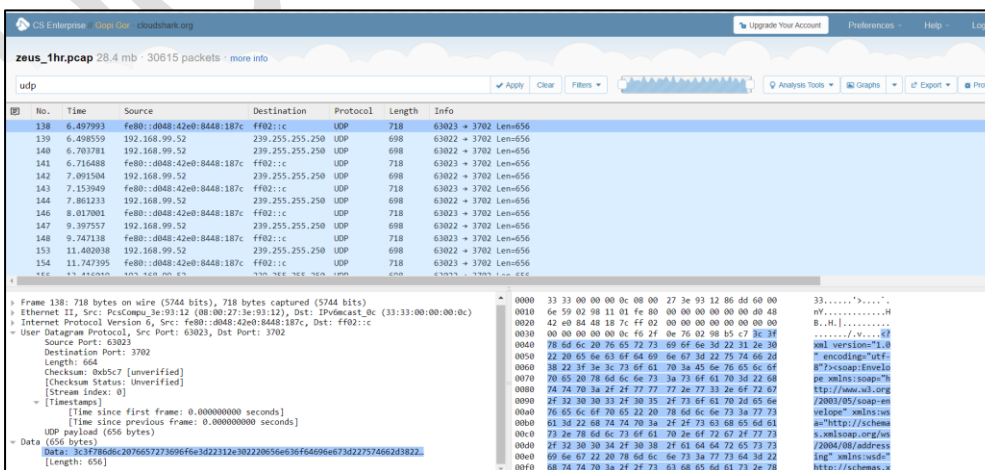 CS Enterprise Gopi Gor - cloudshark.org Upgrade Your Account Preferences Help Log
zeus_1hr.pcap 28.4 mb · 30615 packets · more info
udp Apply Clear Filters Analysis Tools Graphs Export Pro
No. Time Source Destination Protocol Length Info
138 6.497993 fe80::d048:42e0:8448:187c ff02::c UDP 718 63023 → 3702 Len=656
139 6.498559 192.168.99.52 239.255.255.250 UDP 698 63022 → 3702 Len=656
140 6.703781 192.168.99.52 239.255.255.250 UDP 698 63022 → 3702 Len=656
141 6.716488 fe80::d048:42e0:8448:187c ff02::c UDP 718 63023 → 3702 Len=656
142 7.091504 192.168.99.52 239.255.255.250 UDP 698 63022 → 3702 Len=656
143 7.153949 fe80::d048:42e0:8448:187c ff02::c UDP 718 63023 → 3702 Len=656
144 7.861233 192.168.99.52 239.255.255.250 UDP 698 63022 → 3702 Len=656
146 8.017001 fe80::d048:42e0:8448:187c ff02::c UDP 718 63023 → 3702 Len=656
147 9.397557 192.168.99.52 239.255.255.250 UDP 698 63022 → 3702 Len=656
148 9.747138 fe80::d048:42e0:8448:187c ff02::c UDP 718 63023 → 3702 Len=656
153 11.402038 192.168.99.52 239.255.255.250 UDP 698 63022 → 3702 Len=656
154 11.747395 fe80::d048:42e0:8448:187c ff02::c UDP 718 63023 → 3702 Len=656
Frame 138: 718 bytes on wire (5744 bits), 718 bytes captured (5744 bits)
Ethernet II, Src: PcsCompu_3e:93:12 (08:00:27:3e:93:12), Dst: IPv6mcast_0c (33:33:00:00:00:0c)
Internet Protocol Version 6, Src: fe80::d048:42e0:8448:187c, Dst: ff02::c
User Datagram Protocol, Src Port: 63023, Dst Port: 3702
Source Port: 63023
Destination Port: 3702
Length: 664
Checksum: 0xb5c7 [unverified]
[Checksum Status: Unverified]
[Stream index: 0]
[Timestamps]
[Time since first frame: 0.000000000 seconds]
[Time since previous frame: 0.000000000 seconds]
UDP payload (656 bytes)
Data (656 bytes)
Data: 3c3f786d6c2076657273696f6e3d22312e302220656e636f64696e673d227574662d3822…
[Length: 656]
0000 33 33 00 00 00 0c 08 00 27 3e 93 12 86 dd 60 00 33......'>....`.
0010 6e 59 02 98 11 01 fe 80 00 00 00 00 00 00 d0 48 nY.............H
0020 42 e0 84 48 18 7c ff 02 00 00 00 00 00 00 00 00 B..H.|..........
0030 00 00 00 00 00 0c f6 2f 0e 76 02 98 b5 c7 3c 3f ......./.v....<?
0040 78 6d 6c 20 76 65 72 73 69 6f 6e 3d 22 31 2e 30 xml version="1.0
0050 22 20 65 6e 63 6f 64 69 6e 67 3d 22 75 74 66 2d " encoding="utf-
0060 38 22 3f 3e 3c 73 6f 61 70 3a 45 6e 76 65 6c 6f 8"?><soap:Envelo
0070 70 65 20 78 6d 6c 6e 73 3a 73 6f 61 70 3d 22 68 pe xmlns:soap="h
0080 74 74 70 3a 2f 2f 77 77 77 2e 77 33 2e 6f 72 67 ttp://www.w3.org
0090 2f 32 30 30 33 2f 30 35 2f 73 6f 61 70 2d 65 6e /2003/05/soap-en
00a0 76 65 6c 6f 70 65 22 20 78 6d 6c 6e 73 3a 77 73 velope" xmlns:ws
00b0 61 3d 22 68 74 74 70 3a 2f 2f 73 63 68 65 6d 61 a="http://schema
00c0 73 2e 78 6d 6c 73 6f 61 70 2e 6f 72 67 2f 77 73 s.xmlsoap.org/ws
00d0 2f 32 30 30 34 2f 30 38 2f 61 64 64 72 65 73 73 /2004/08/address
00e0 69 6e 67 22 20 78 6d 6c 6e 73 3a 77 73 64 3d 22 ing" xmlns:wsd="
00f0 68 74 74 70 3a 2f 2f 73 63 68 65 6d 61 73 2e 78 http://schemas.x